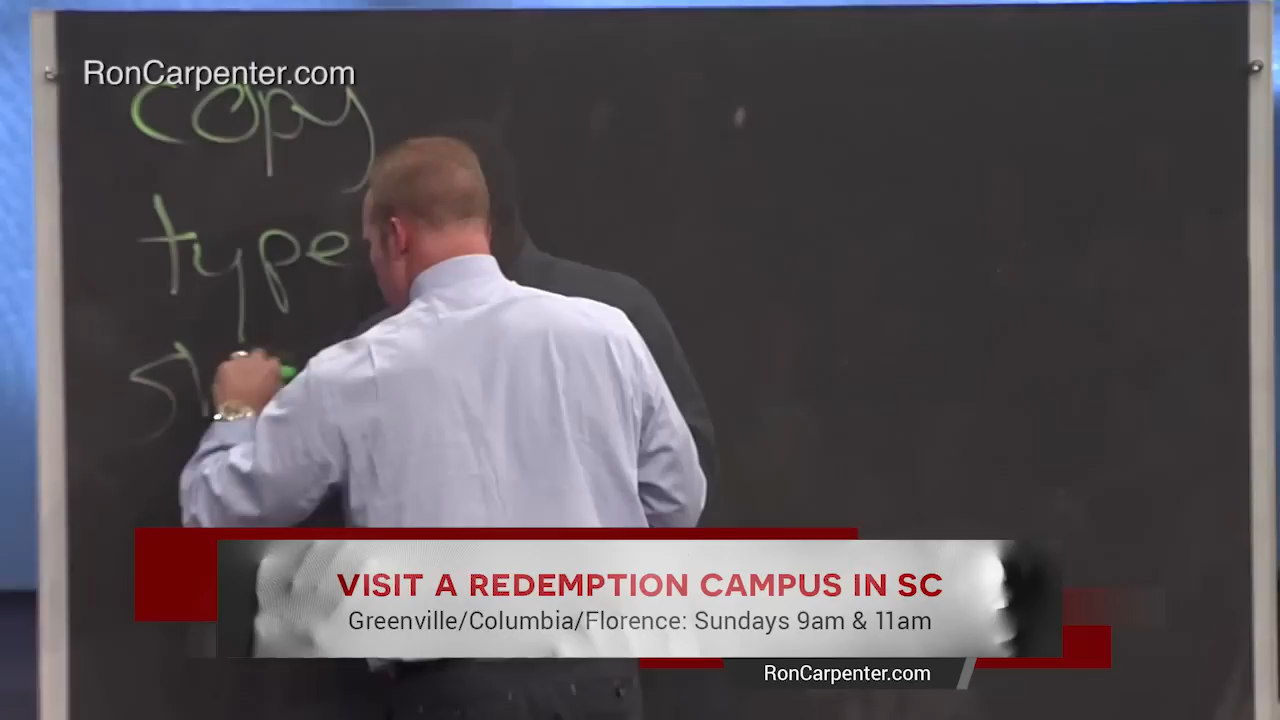 RonCarpenter.com
copy
type
VISIT A REDEMPTION CAMPUS IN SC
Greenville/Columbia/Florence: Sundays 9am & 11am
RonCarpenter.com